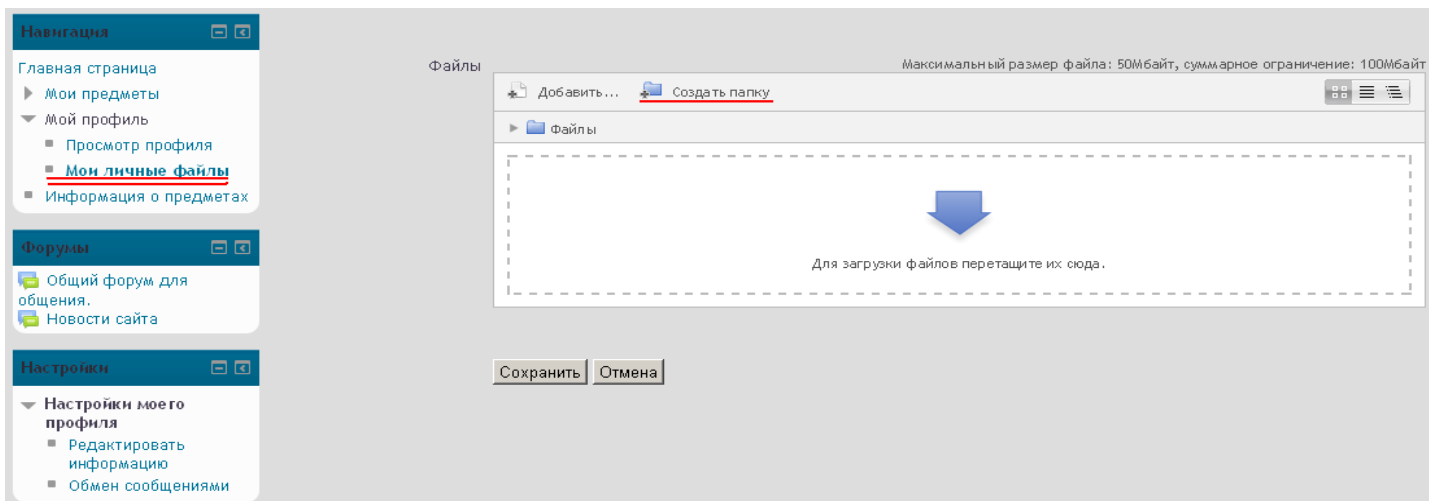 Навигация
Главная страница
Мои предметы
Мой профиль
Просмотр профиля
Мои личные файлы
Информация о предметах
Форумы
Общий форум для
общения.
Новости сайта
Настройки
Настройки моего
профиля
Редактировать
информацию
Обмен сообщениями
Файлы
Максимальный размер файла: 50Мбайт, суммарное ограничение: 100Мбайт
Добавить... Создать папку
Файлы
Для загрузки файлов перетащите их сюда.
Сохранить Отмена